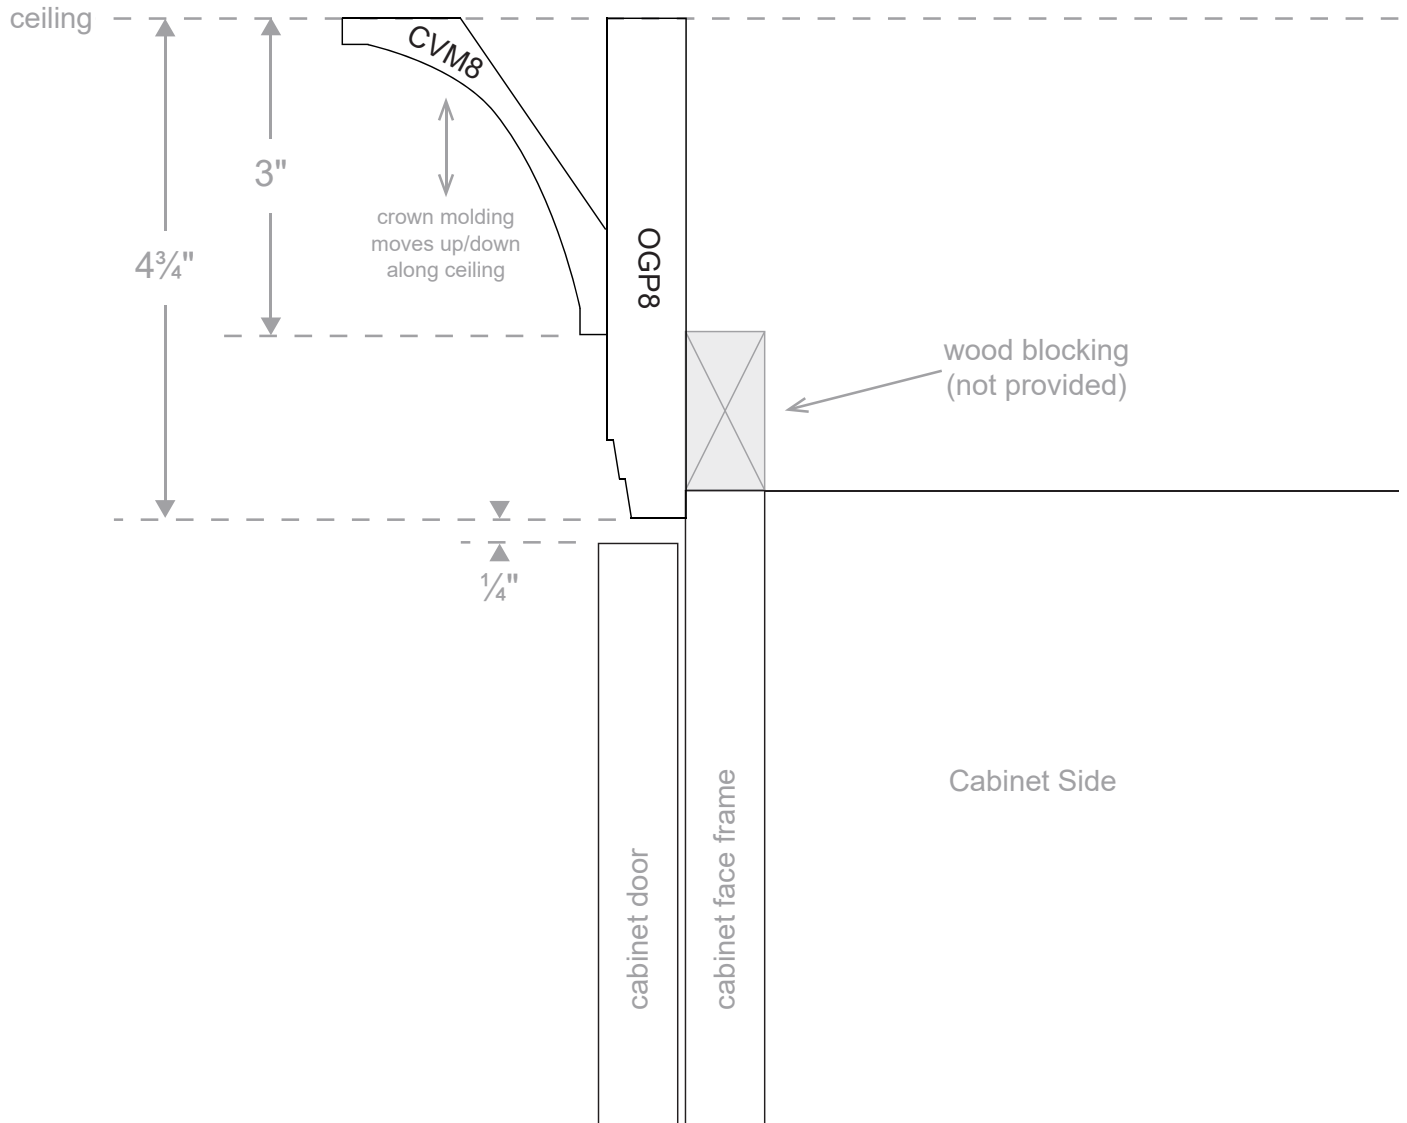 ceiling
CVM8
3"
crown molding
moves up/down
along ceiling
4¾"
OGP8
wood blocking
(not provided)
¼"
Cabinet Side
cabinet door
cabinet face frame